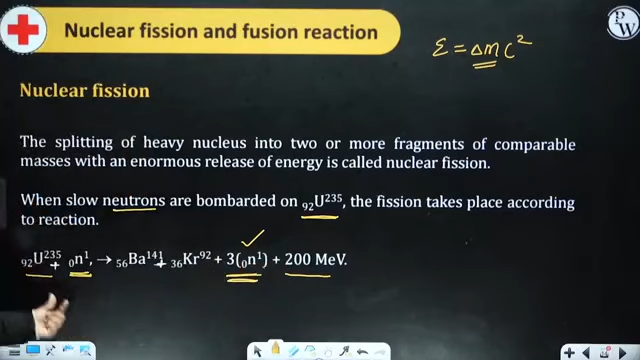 Nuclear fission and fusion reaction
Ɛ = Δmc²
P
W
Nuclear fission
The splitting of heavy nucleus into two or more fragments of comparable
masses with an enormous release of energy is called nuclear fission.
When slow neutrons are bombarded on ₉₂U²³⁵, the fission takes place according
to reaction.
₉₂U²³⁵ + ₀n¹, → ₅₆Ba¹⁴¹ + ₃₆Kr⁹² + 3(₀n¹) + 200 MeV.